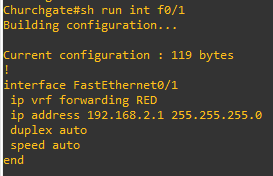 Churchgate#sh run int f0/1
Building configuration...

Current configuration : 119 bytes
!
interface FastEthernet0/1
 ip vrf forwarding RED
 ip address 192.168.2.1 255.255.255.0
 duplex auto
 speed auto
end